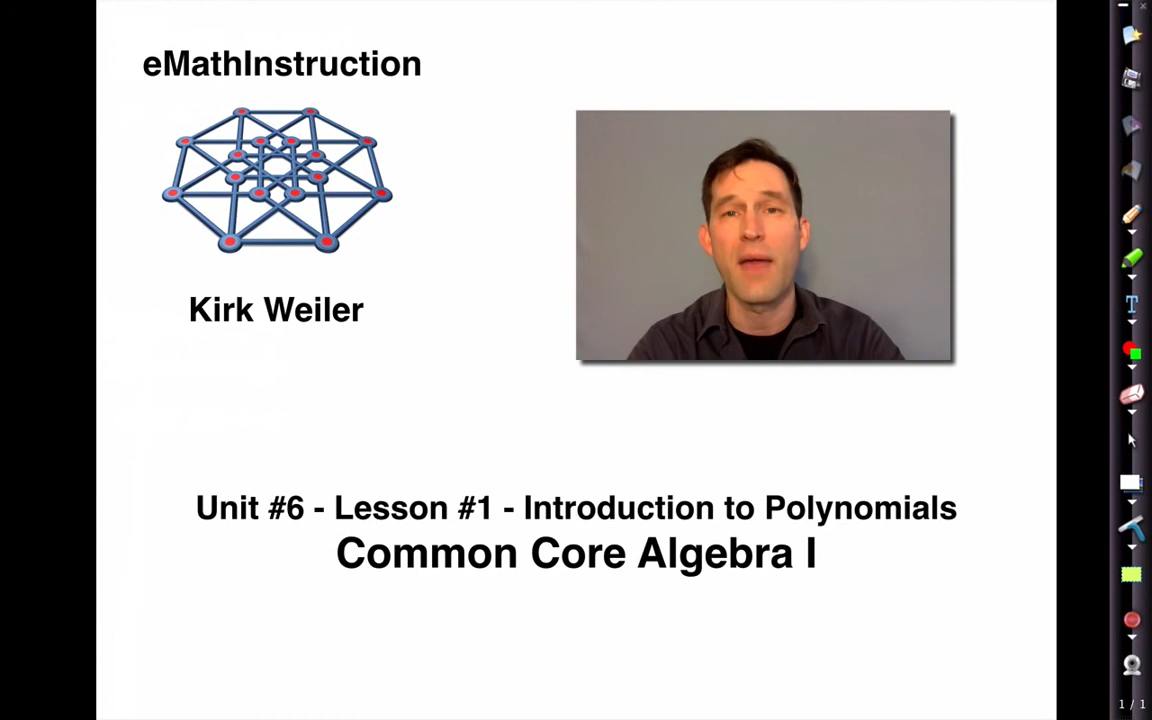 eMathInstruction
Kirk Weiler
Unit #6 - Lesson #1 - Introduction to Polynomials
Common Core Algebra I
T
1 / 1